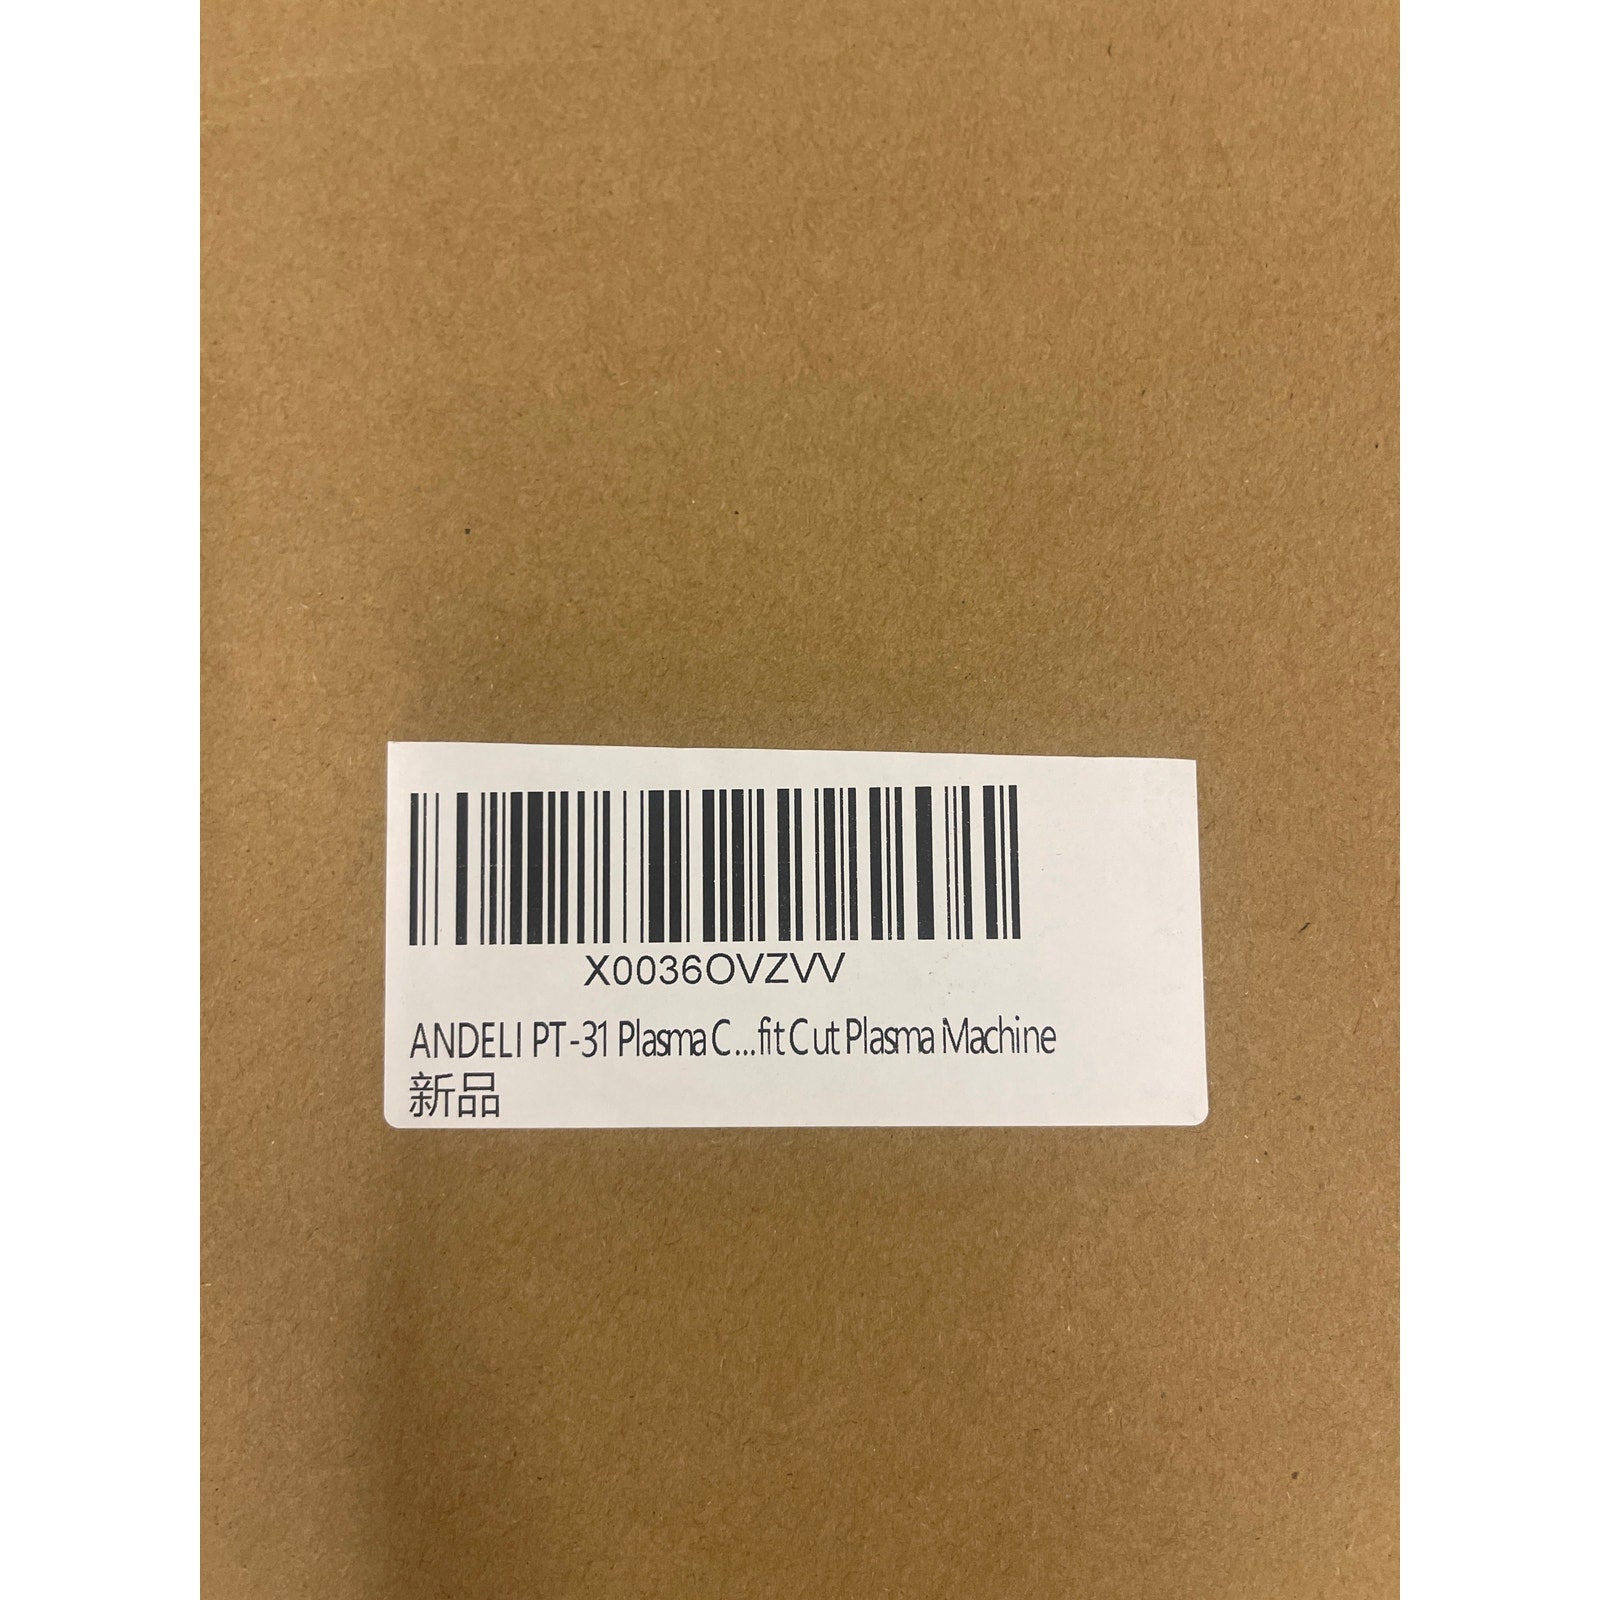 X0036OVZVV
ANDELI PT-31 Plasma C...fit Cut Plasma Machine
新品